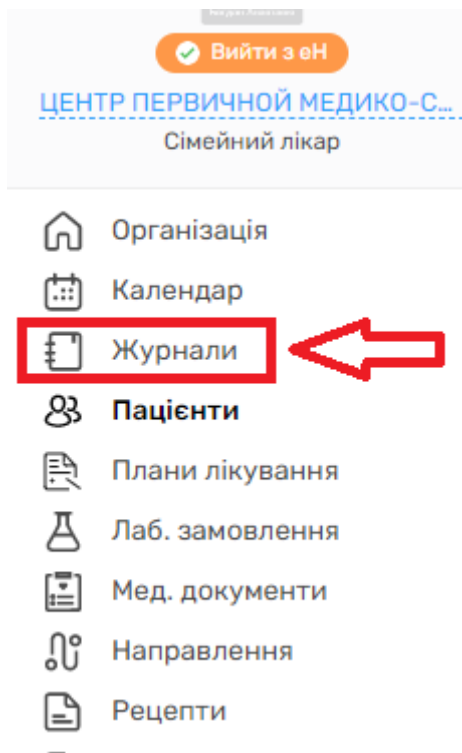 Вийти з еН
ЦЕНТР ПЕРВИЧНОЙ МЕДИКО-С...
Сімейний лікар
Організація
Календар
Журнали
Пацієнти
Плани лікування
Лаб. замовлення
Мед. документи
Направлення
Рецепти